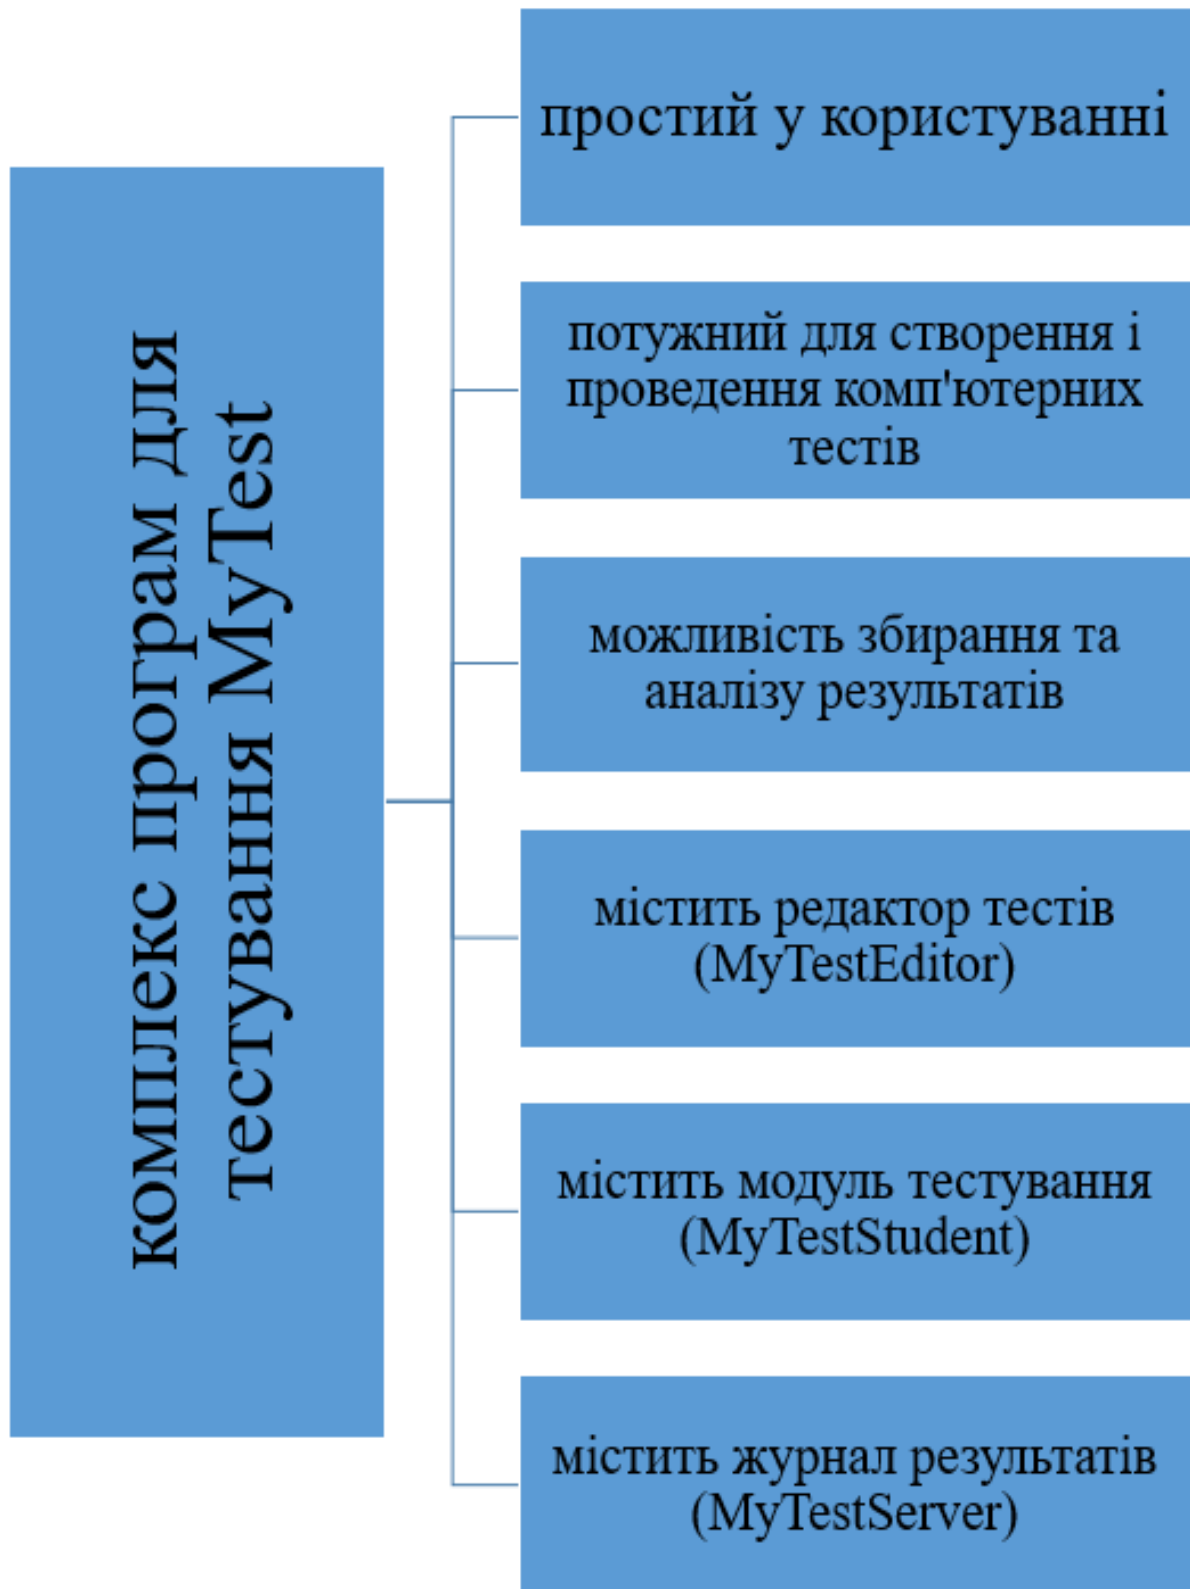 комплекс програм для
тестування MyTest
простий у користуванні
потужний для створення і
проведення комп'ютерних
тестів
можливість збирання та
аналізу результатів
містить редактор тестів
(MyTestEditor)
містить модуль тестування
(MyTestStudent)
містить журнал результатів
(MyTestServer)